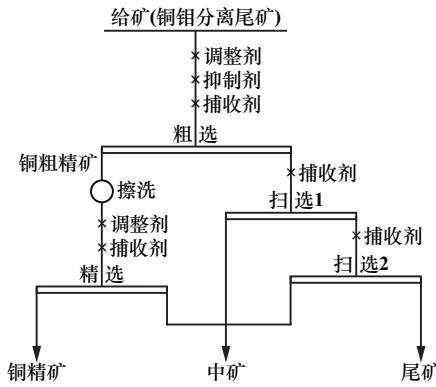 给矿(铜钼分离尾矿)
调整剂
抑制剂
捕收剂
粗选
铜粗精矿
擦洗
捕收剂
扫选1
调整剂
捕收剂
捕收剂
精选
扫选2
铜精矿
中矿
尾矿